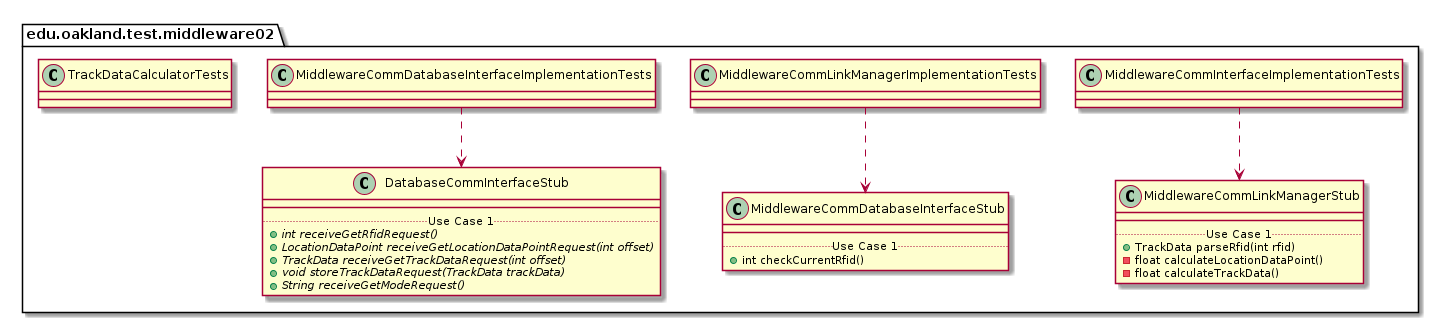 edu.oakland.test.middleware02
C TrackDataCalculatorTests
C MiddlewareCommDatabaseInterfaceImplementationTests
C MiddlewareCommLinkManagerImplementationTests
C MiddlewareCommInterfaceImplementationTests
C DatabaseCommInterfaceStub
Use Case 1
int receiveGetRfidRequest()
LocationDataPoint receiveGetLocationDataPointRequest(int offset)
TrackData receiveGetTrackDataRequest(int offset)
void storeTrackDataRequest(TrackData trackData)
String receiveGetModeRequest()
C MiddlewareCommDatabaseInterfaceStub
Use Case 1
int checkCurrentRfid()
C MiddlewareCommLinkManagerStub
Use Case 1
TrackData parseRfid(int rfid)
float calculateLocationDataPoint()
float calculateTrackData()